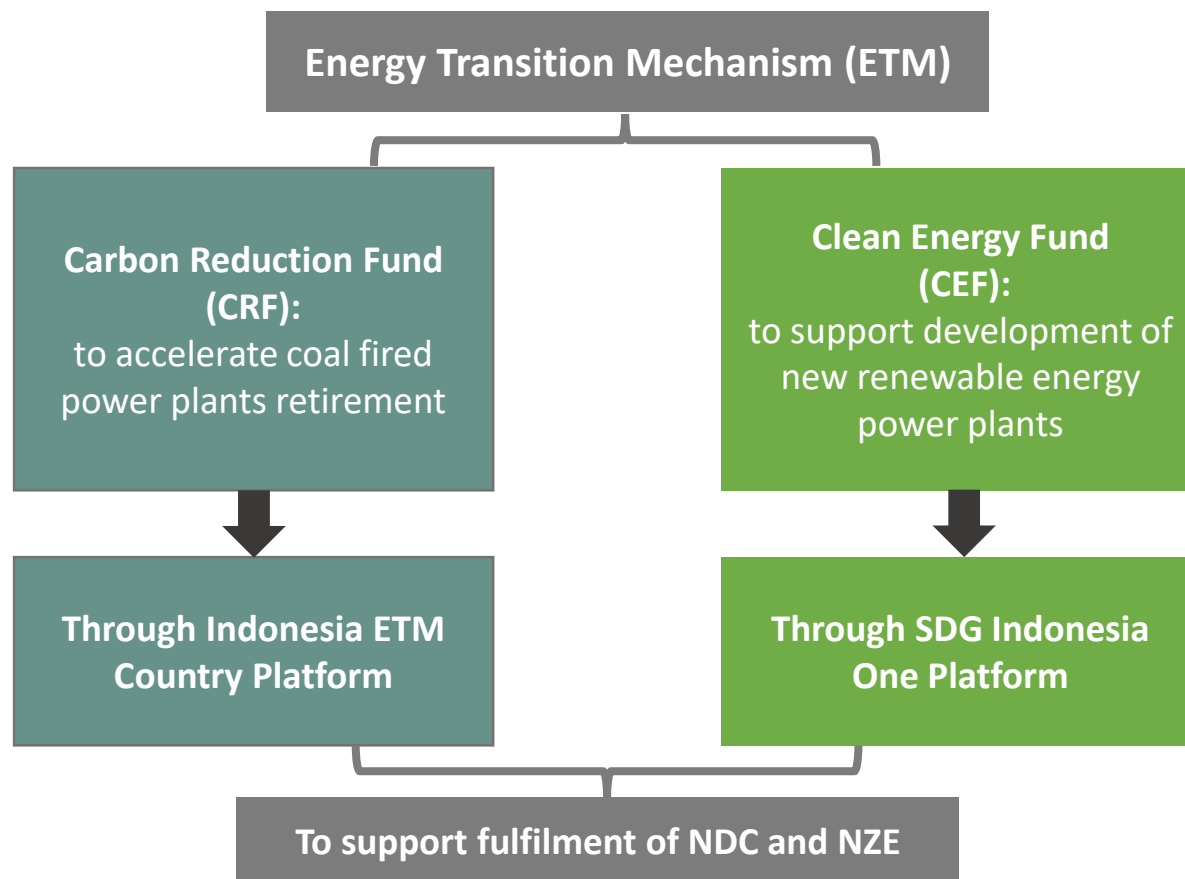 Energy Transition Mechanism (ETM)
Carbon Reduction Fund
(CRF):
to accelerate coal fired
power plants retirement
Clean Energy Fund
(CEF):
to support development of
new renewable energy
power plants
Through Indonesia ETM
Country Platform
Through SDG Indonesia
One Platform
To support fulfilment of NDC and NZE